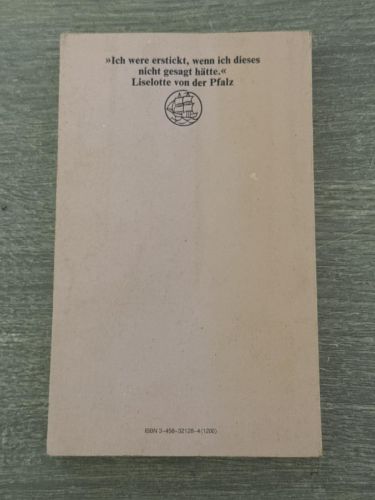 »Ich were erstickt, wenn ich dieses
nicht gesagt hätte.«
Liselotte von der Pfalz
ISBN 3-458-32128-4 (1200)